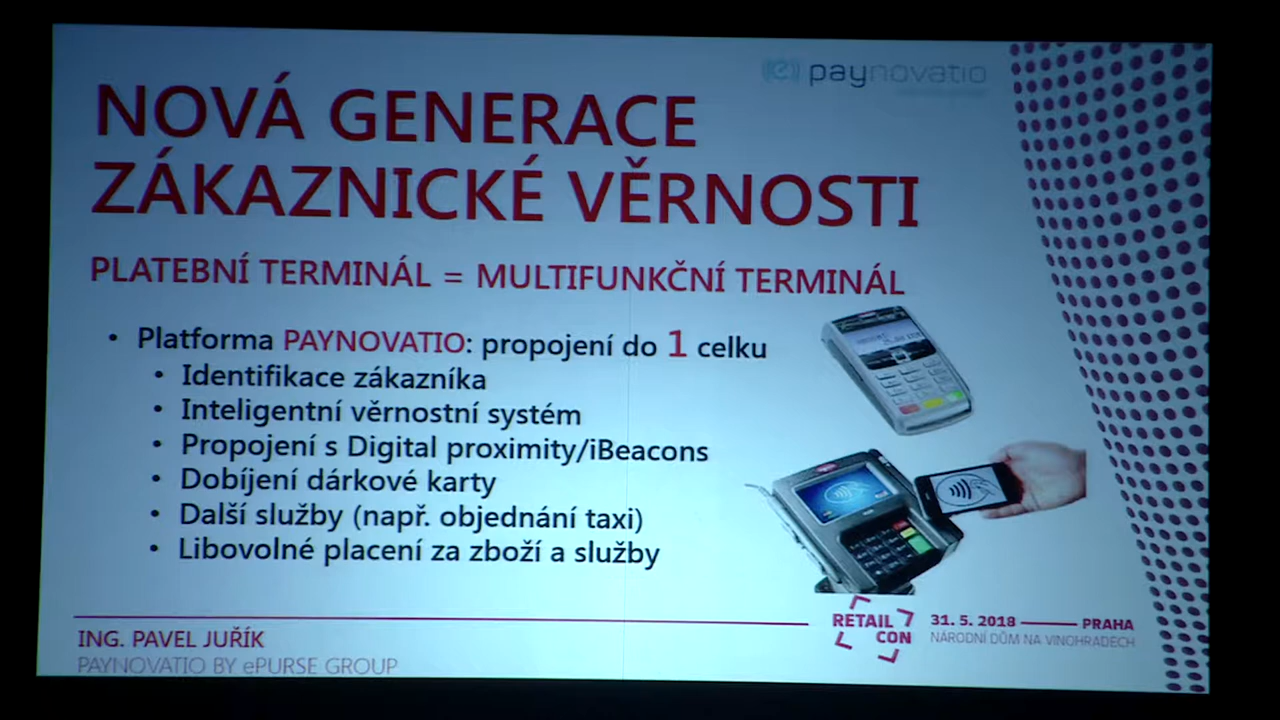 paynovatio
NOVÁ GENERACE
ZÁKAZNICKÉ VĚRNOSTI
PLATEBNÍ TERMINÁL = MULTIFUNKČNÍ TERMINÁL
• Platforma PAYNOVATIO: propojení do 1 celku
• Identifikace zákazníka
• Inteligentní věrnostní systém
• Propojení s Digital proximity/iBeacons
• Dobíjení dárkové karty
• Další služby (např. objednání taxi)
• Libovolné placení za zboží a služby
RETAIL
CON
31. 5. 2018 PRAHA
NÁRODNÍ DŮM NA VINOHRADECH
ING. PAVEL JUŘÍK
PAYNOVATIO BY ePURSE GROUP